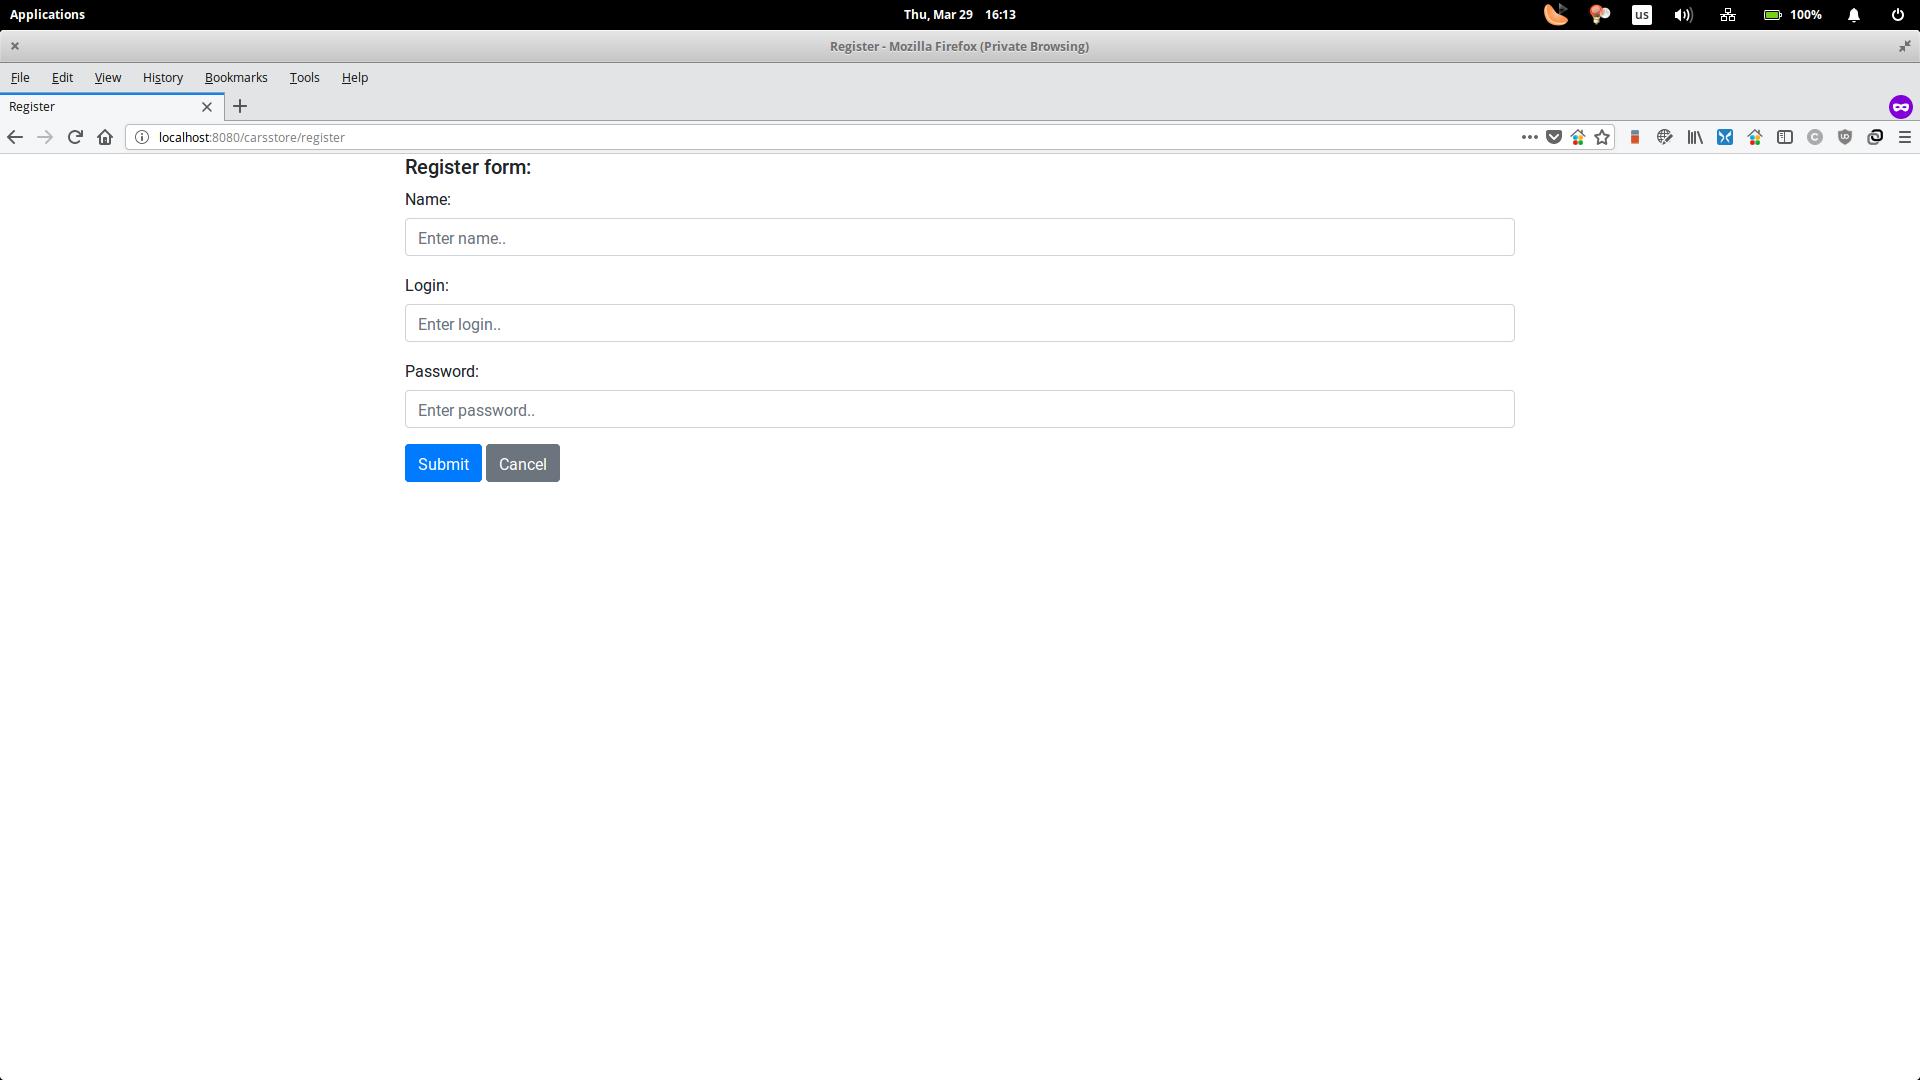 Applications
Thu, Mar 29 16:13
us
100%
Register - Mozilla Firefox (Private Browsing)
File Edit View History Bookmarks Tools Help
Register
localhost:8080/carsstore/register
Register form:
Name:
Enter name..
Login:
Enter login..
Password:
Enter password..
Submit Cancel